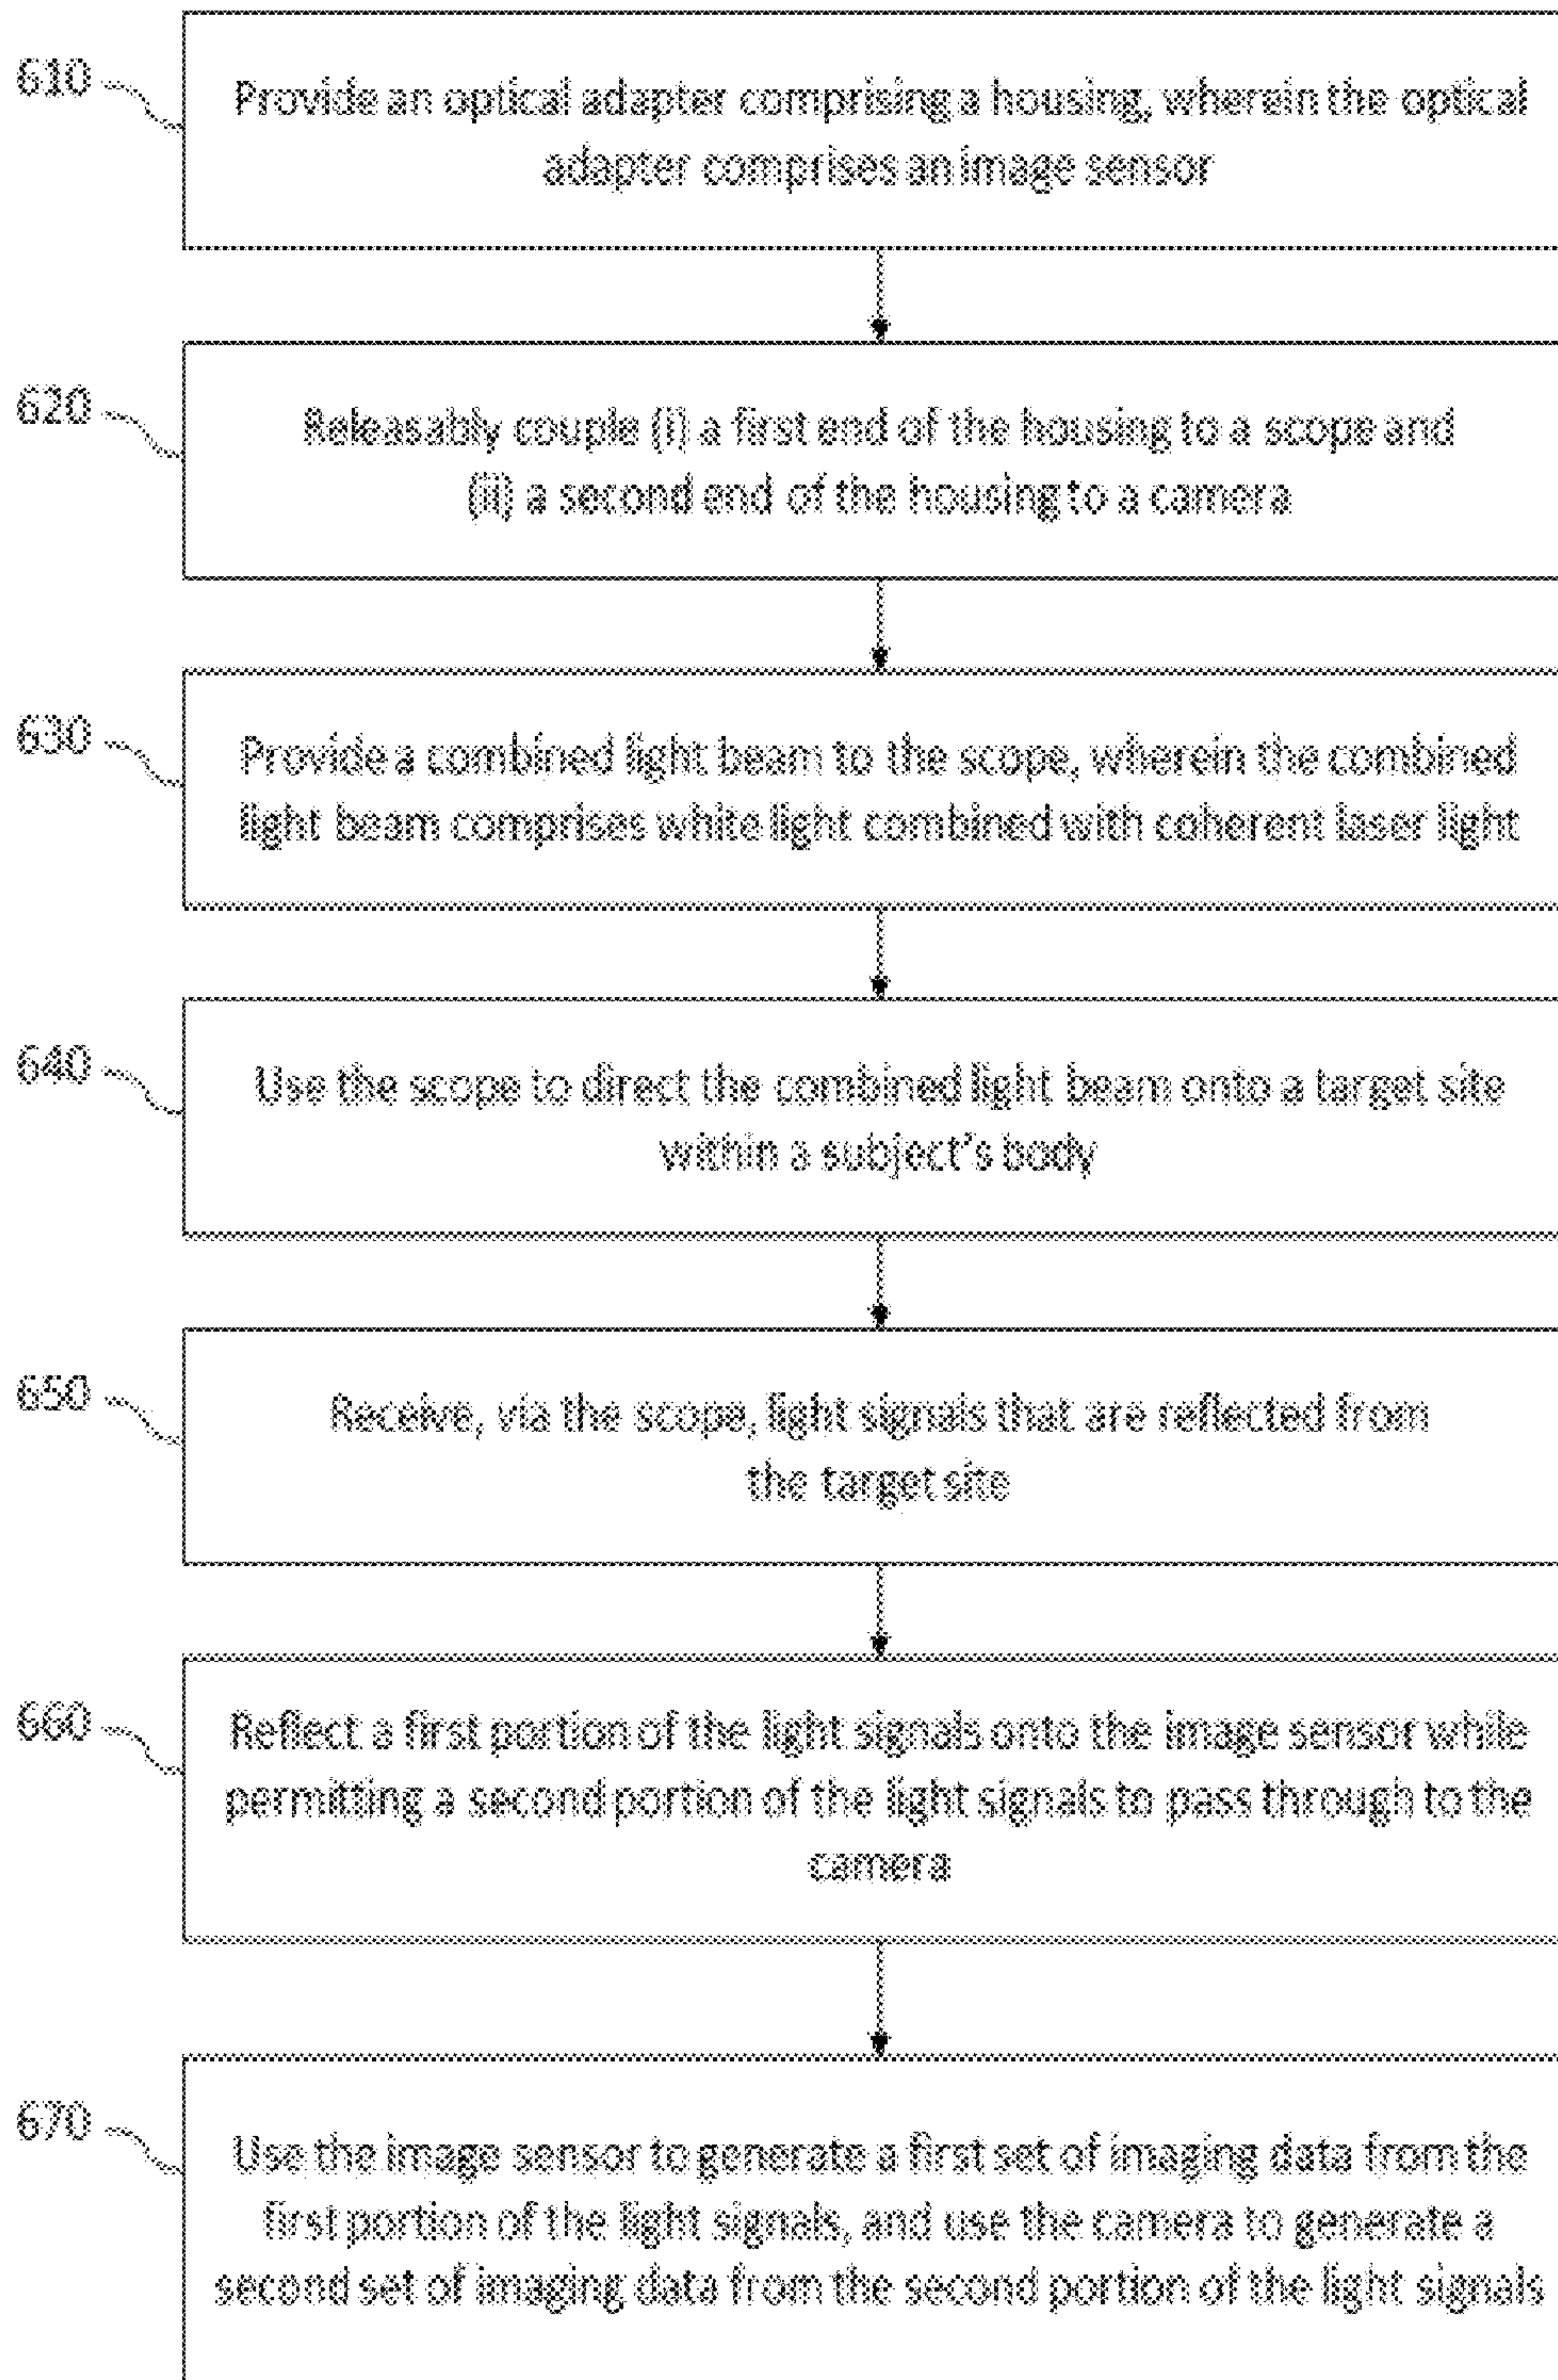 610
Provide an optical adapter comprising a housing, wherein the optical
adapter comprises an image sensor
620
Releasably couple (i) a first end of the housing to a scope and
(ii) a second end of the housing to a camera
630
Provide a combined light beam to the scope, wherein the combined
light beam comprises white light combined with coherent laser light
640
Use the scope to direct the combined light beam onto a target site
within a subject's body
650
Receive, via the scope, light signals that are reflected from
the target site
660
Reflect a first portion of the light signals onto the image sensor while
permitting a second portion of the light signals to pass through to the
camera
670
Use the image sensor to generate a first set of imaging data from the
first portion of the light signals, and use the camera to generate a
second set of imaging data from the second portion of the light signals